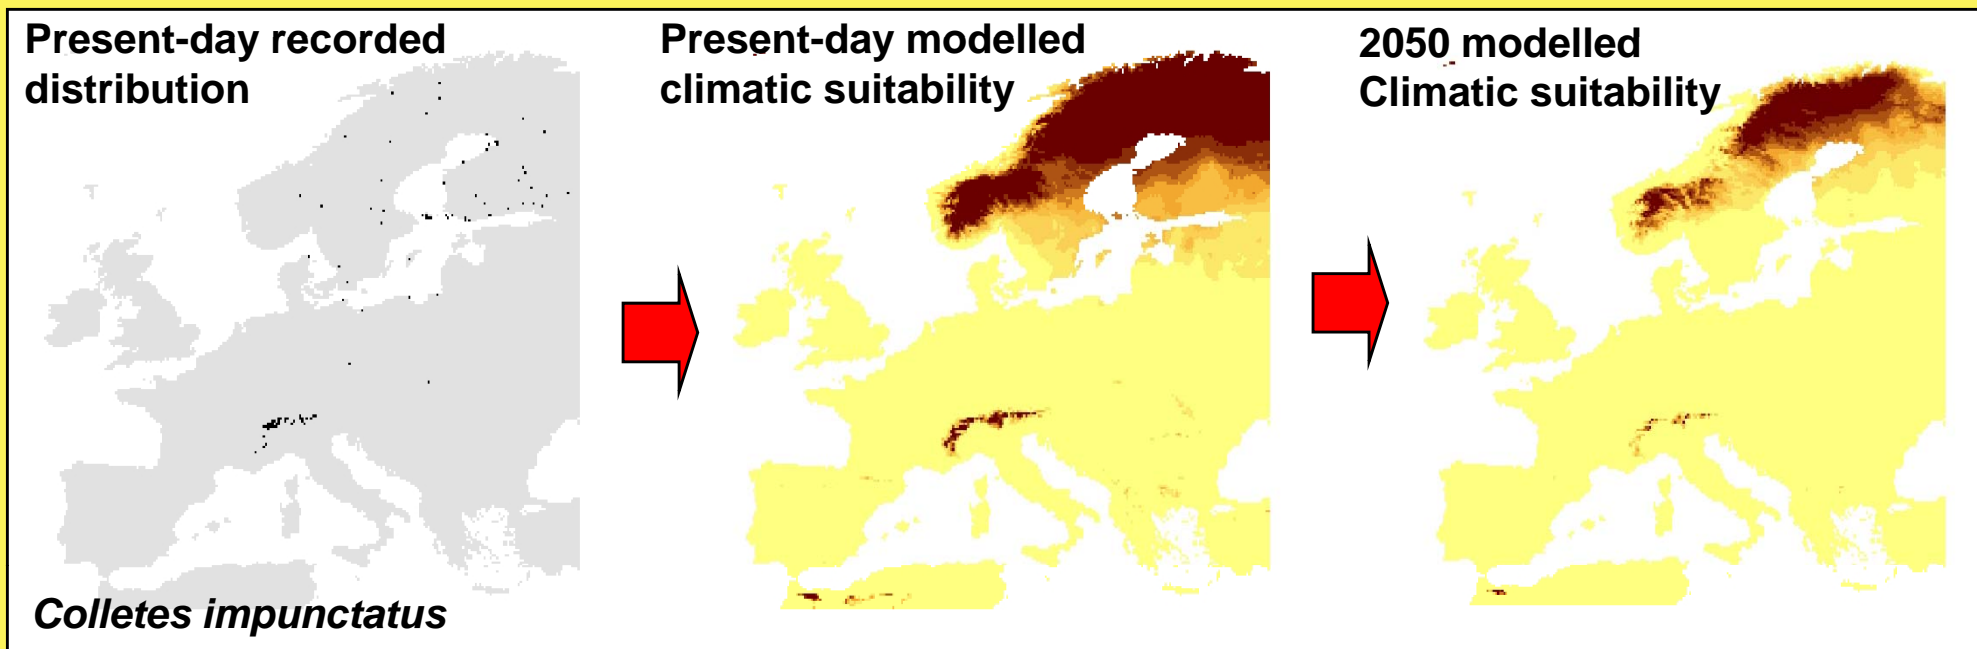 Present-day recorded
distribution
Present-day modelled
climatic suitability
2050 modelled
Climatic suitability
Colletes impunctatus